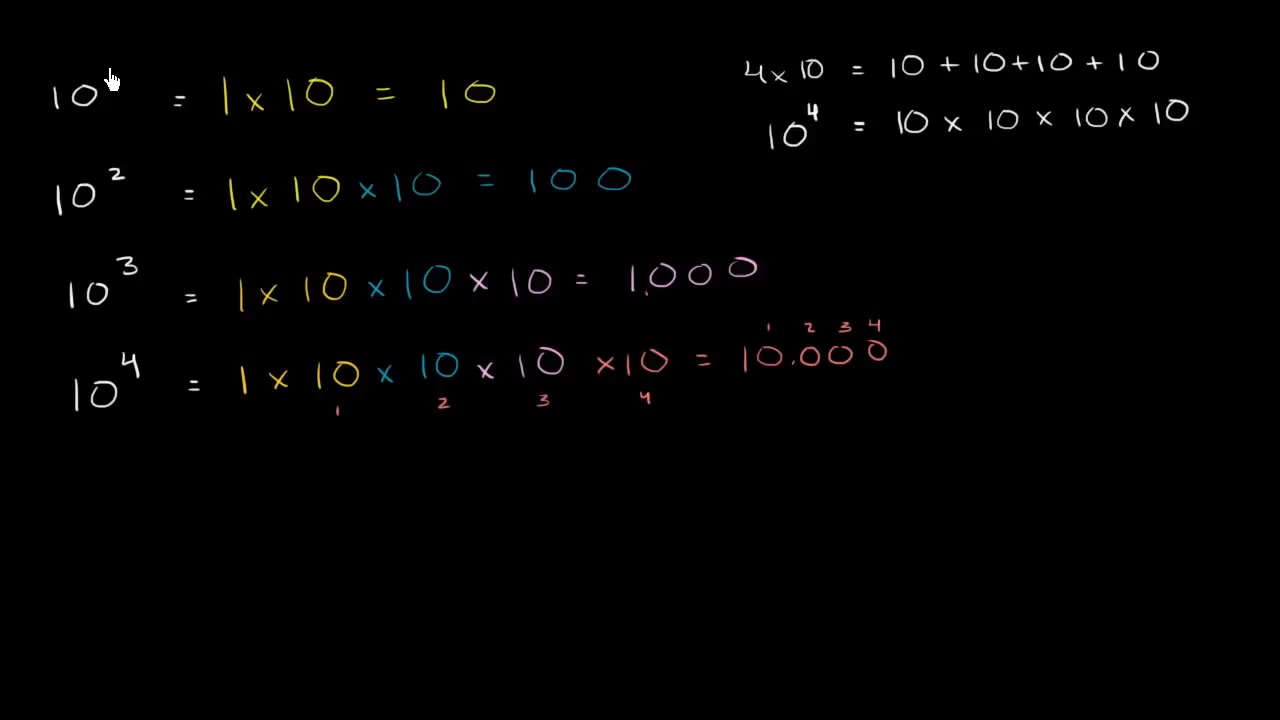 10 = 1 x 10 = 10
4 x 10 = 10 + 10 + 10 + 10
10⁴ = 10 x 10 x 10 x 10
10² = 1 x 10 x 10 = 100
10³ = 1 x 10 x 10 x 10 = 1.000
1 2 3 4
10⁴ = 1 x 10 x 10 x 10 x 10 = 10.000
1 2 3 4